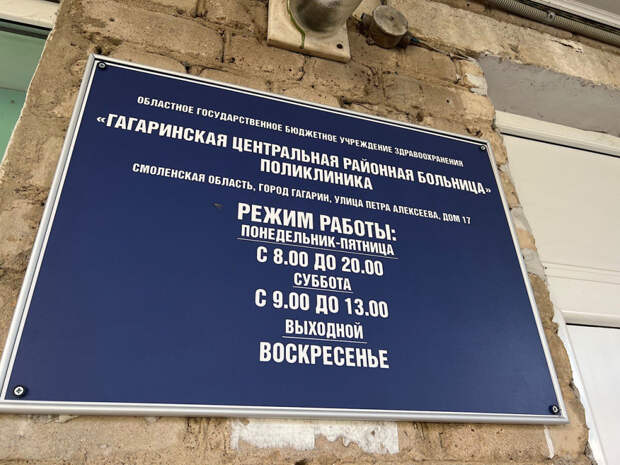 ОБЛАСТНОЕ ГОСУДАРСТВЕННОЕ БЮДЖЕТНОЕ УЧРЕЖДЕНИЕ ЗДРАВООХРАНЕНИЯ
«ГАГАРИНСКАЯ ЦЕНТРАЛЬНАЯ РАЙОННАЯ БОЛЬНИЦА»
ПОЛИКЛИНИКА
СМОЛЕНСКАЯ ОБЛАСТЬ, ГОРОД ГАГАРИН, УЛИЦА ПЕТРА АЛЕКСЕЕВА, ДОМ 17
РЕЖИМ РАБОТЫ:
ПОНЕДЕЛЬНИК-ПЯТНИЦА
С 8.00 ДО 20.00
СУББОТА
С 9.00 ДО 13.00
ВЫХОДНОЙ
ВОСКРЕСЕНЬЕ